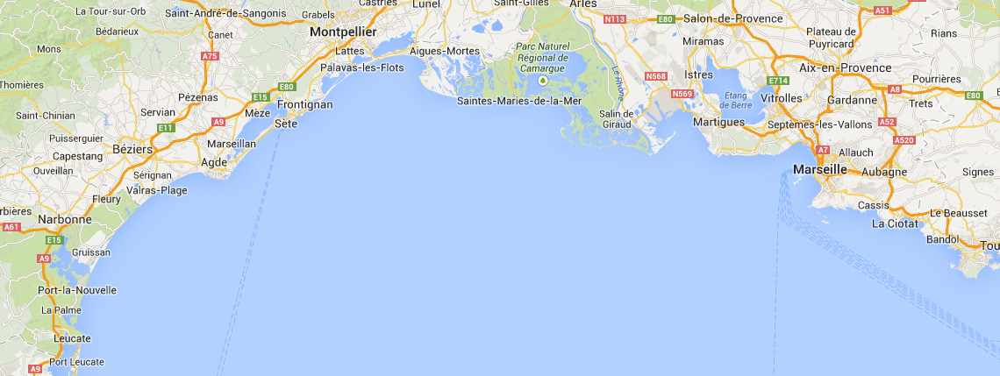 La Tour-sur-Orb
Saint-André-de-Sangonis
Castries
Lunel
Saint-Gilles
Arles
A51
Grabels
N113
E80
Salon-de-Provence
Bédarieux
Canet
Montpellier
Plateau de
Puyricard
Rians
Mons
A75
Lattes
Aigues-Mortes
Parc Naturel
Régional de
Camargue
Miramas
Palavas-les-Flots
Aix-en-Provence
Thomières
E80
Le Rhône
N568
Istres
E714
Pourrières
Pézenas
E15
N569
Étang
de Berre
Vitrolles
A8
E80
Frontignan
Saintes-Maries-de-la-Mer
Gardanne
Trets
Saint-Chinian
Servian
Mèze
Salin de
Giraud
A9
Sète
Martigues
Septèmes-les-Vallons
A52
E11
Puisserguier
Marseillan
A520
Béziers
A7
Allauch
Capestang
Agde
Ouveillan
Marseille
Aubagne
Signes
Sérignan
Valras-Plage
Fleury
Cassis
rbières
Le Beausset
Narbonne
La Ciotat
A61
E15
Bandol
Tou
Gruissan
A9
Port-la-Nouvelle
La Palme
Leucate
Port Leucate
A9